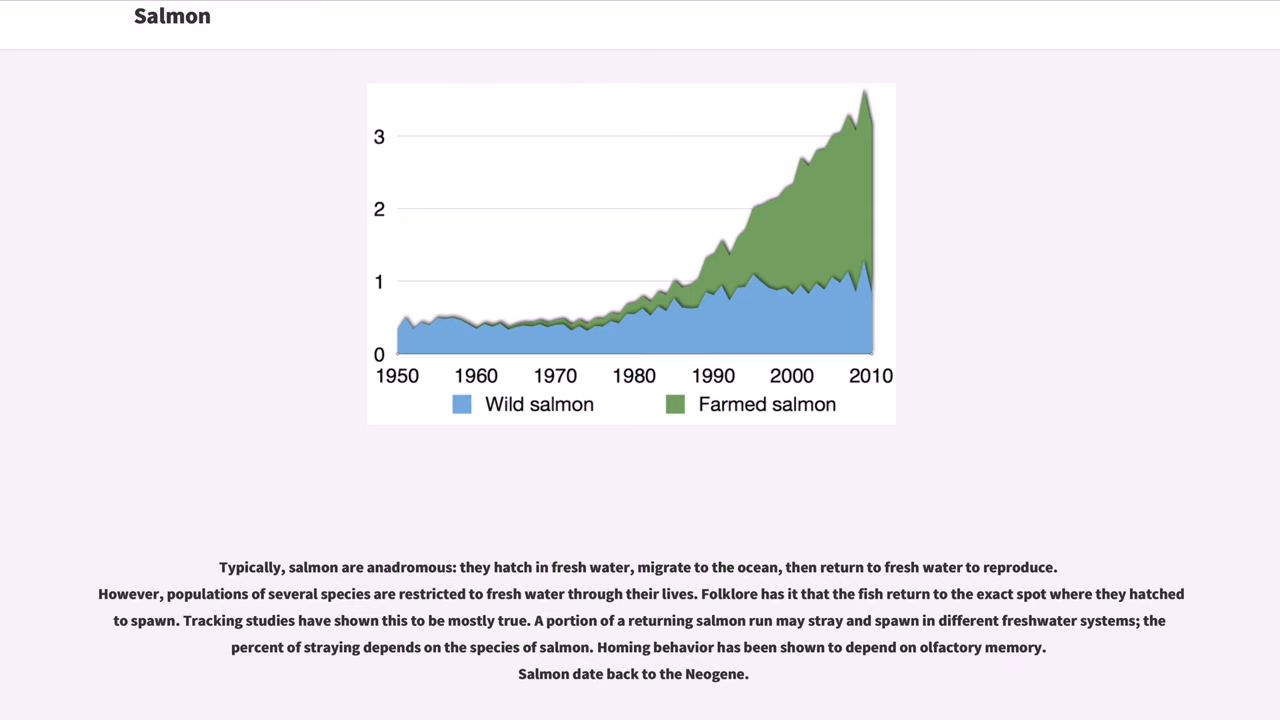 Salmon
3
2
1
0
1950 1960 1970 1980 1990 2000 2010
Wild salmon Farmed salmon
Typically, salmon are anadromous: they hatch in fresh water, migrate to the ocean, then return to fresh water to reproduce.
However, populations of several species are restricted to fresh water through their lives. Folklore has it that the fish return to the exact spot where they hatched
to spawn. Tracking studies have shown this to be mostly true. A portion of a returning salmon run may stray and spawn in different freshwater systems; the
percent of straying depends on the species of salmon. Homing behavior has been shown to depend on olfactory memory.
Salmon date back to the Neogene.